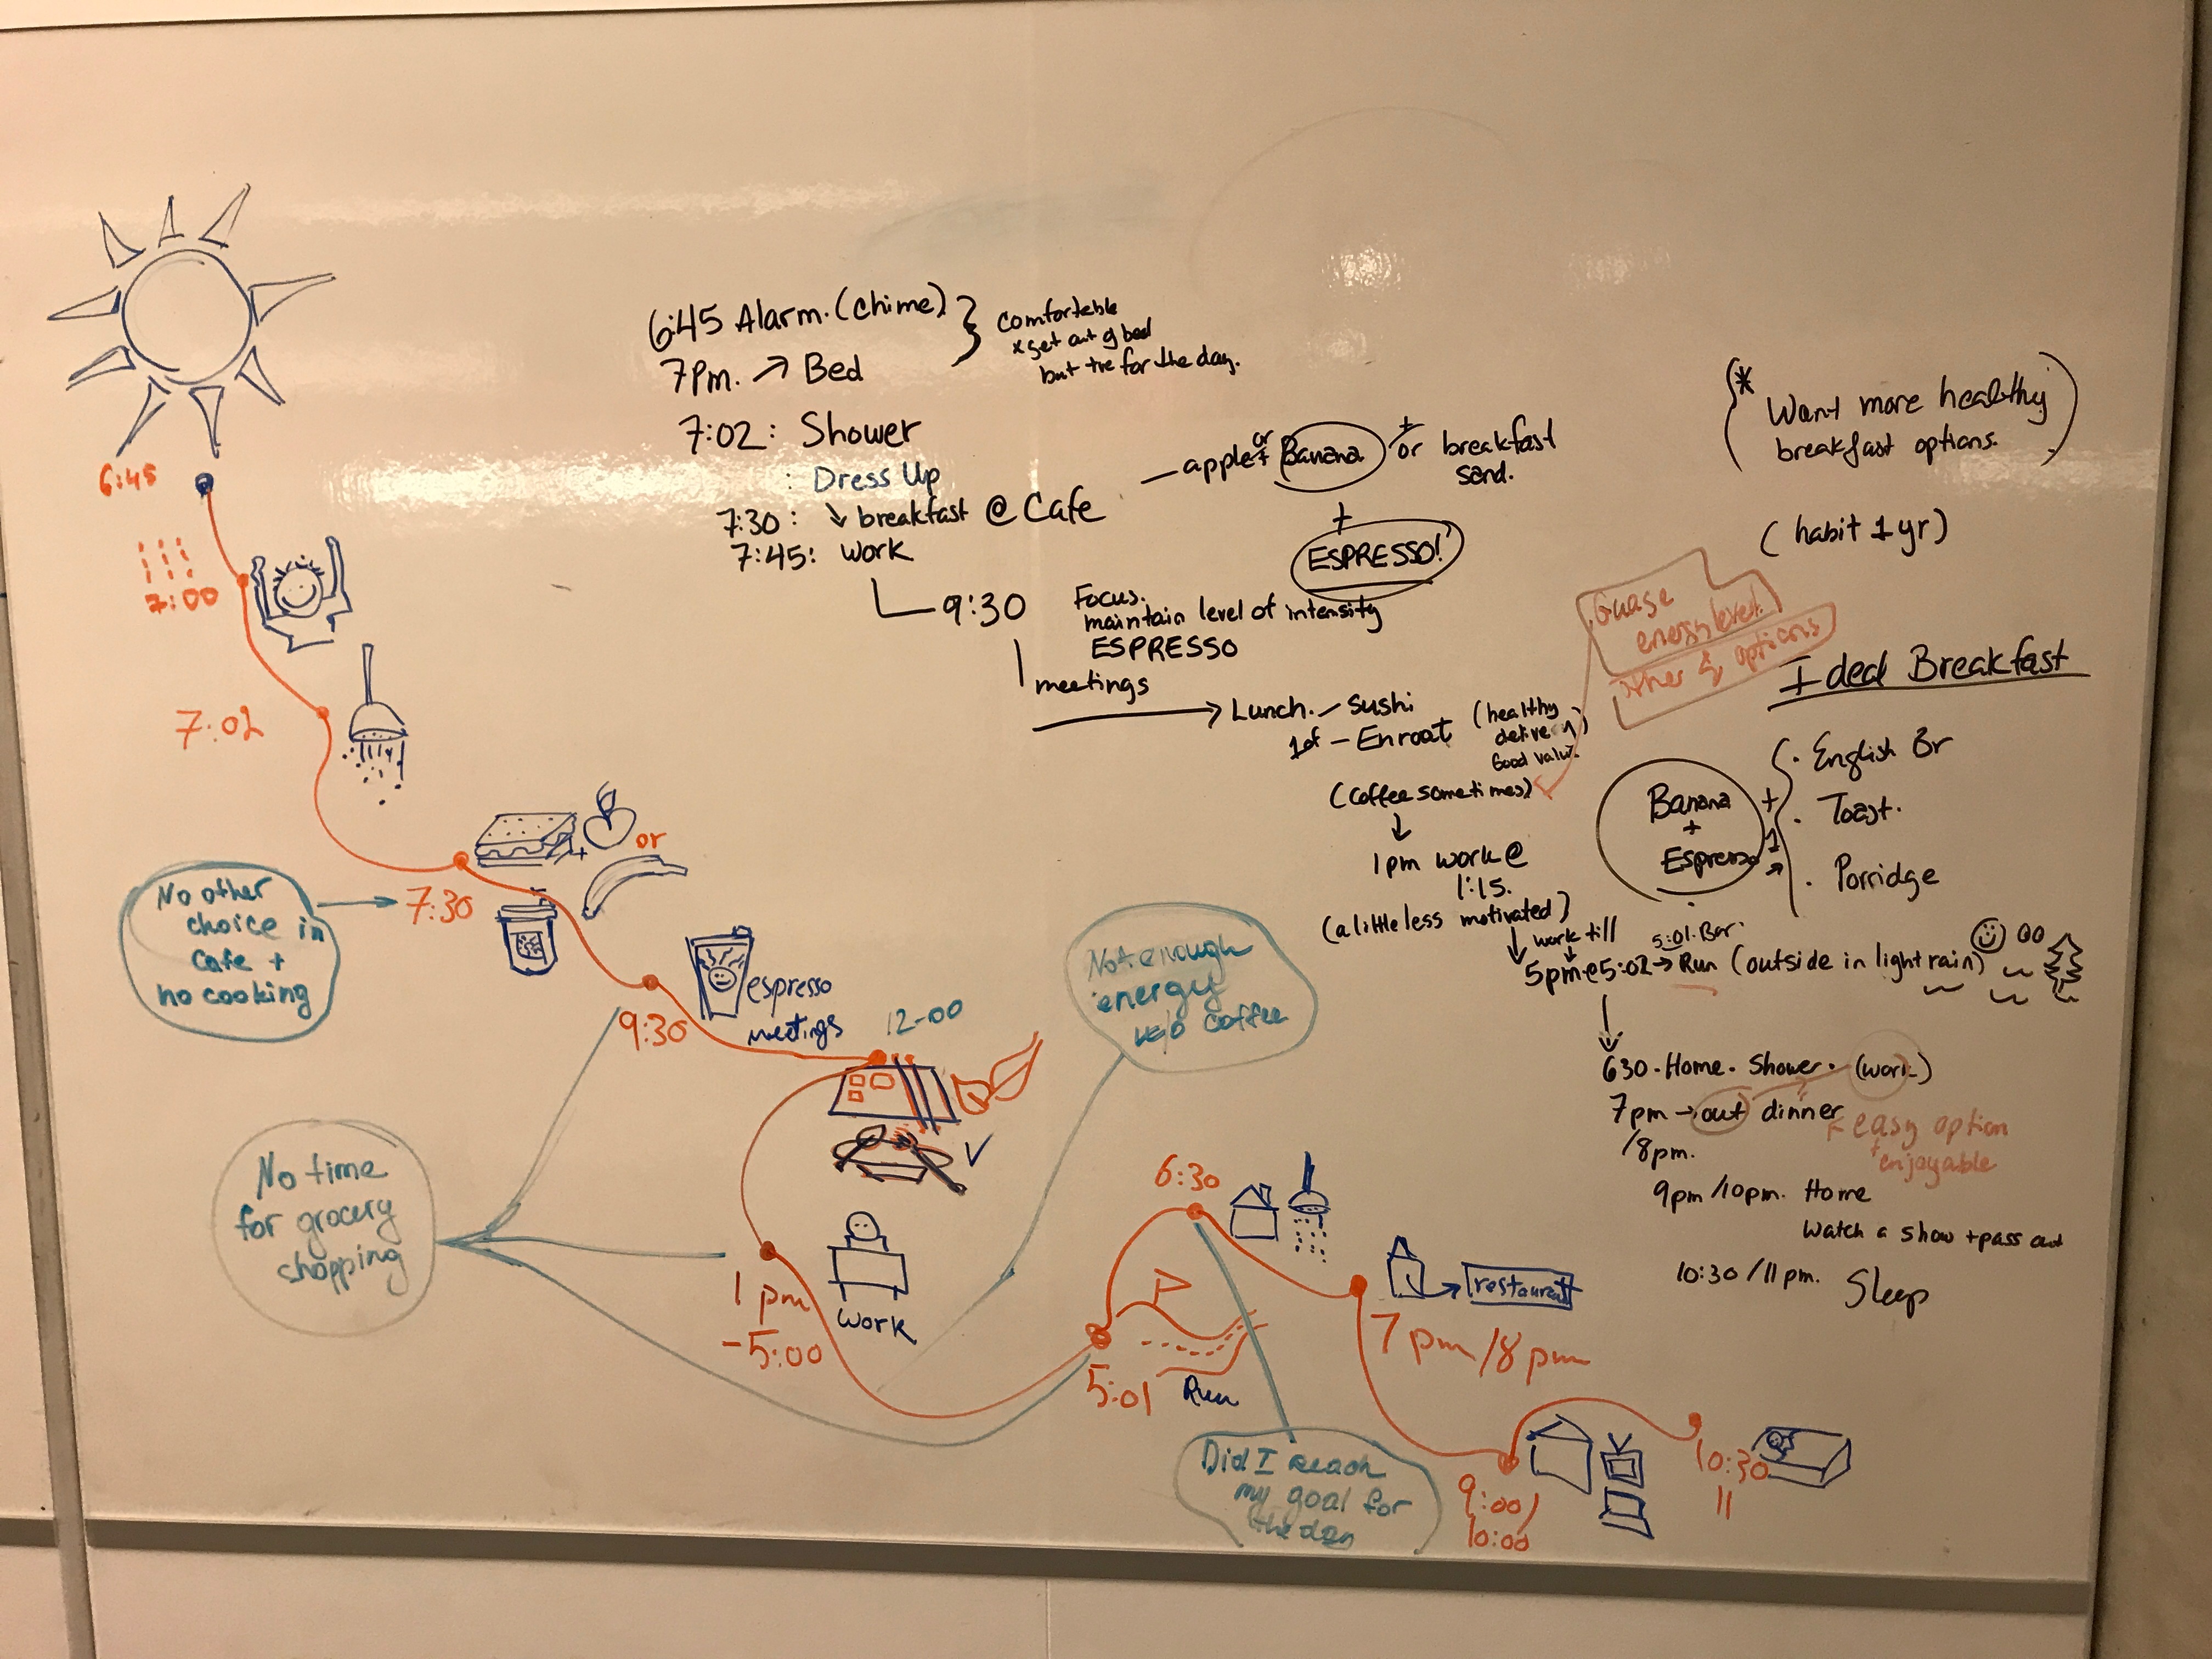 6:45 Alarm. (chime)
7Pm. → Bed
comfortable
get out of bed
but tre for the day.
7:02: Shower
: Dress Up
7:30: ↘ breakfast @ Cafe
7:45: work
— apple + or Banana + or breakfast
sand.
+
ESPRESSO!
9:30
Focus.
maintain level of intensity
ESPRESSO
meetings
→ Lunch. – Sushi
1of – Enroat
(healthy
delivery)
Good value.
(coffee sometimes)
1pm work @
1:15.
(a little less motivated)
work till
5pm@5:02 → Run (outside in light rain)
5:01. Bar.
630 - Home - Shower - (work)
7pm → out dinner
/8pm.
easy option
+ enjoyable
9pm /10pm. Home
Watch a show + pass out
10:30 /11pm. Sleep
* Want more healthy
breakfast options.
(habit 1 yr)
Guage
energy level
other & options
Ideal Breakfast
Banana
+
Espresso
+
1
· English Br
· Toast.
· Porridge
6:45
7:00
7:02
or
+
7:30
No other
choice in
Cafe +
no cooking
9:30
espresso
meetings
12-00
Not enough
energy
w/o coffee
No time
for grocery
shopping
1 pm
-5:00
work
5:01
Run
6:30
restaurant
7 pm /8 pm
Did I reach
my goal for
the day
9:00/
10:00
10:30
11